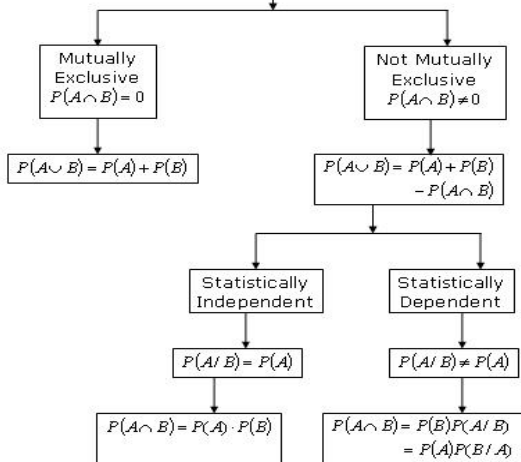 Mutually
Exclusive
P(A∩B)=0
Not Mutually
Exclusive
P(A∩B)≠0
P(A∪B)=P(A)+P(B)
P(A∪B)=P(A)+P(B)
−P(A∩B)
Statistically
Independent
Statistically
Dependent
P(A/B)=P(A)
P(A/B)≠P(A)
P(A∩B)=P(A)·P(B)
P(A∩B)=P(B)P(A/B)
=P(A)P(B/A)